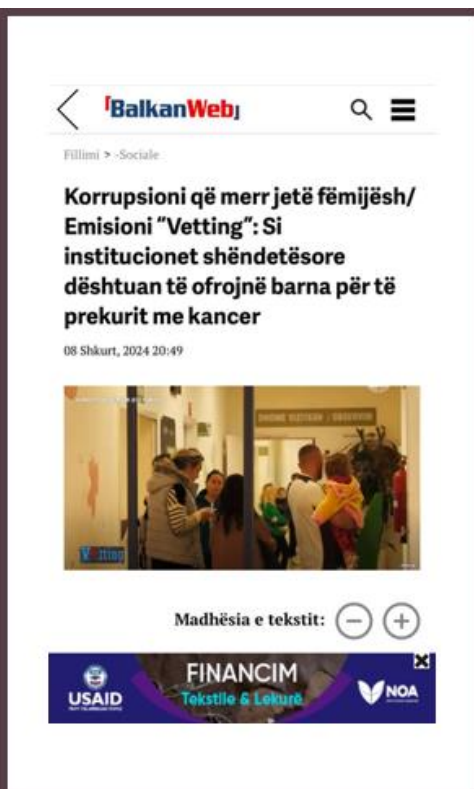 BalkanWeb
Fillimi > -Sociale
Korrupsioni që merr jetë fëmijësh/
Emisioni “Vetting”: Si
institucionet shëndetësore
dështuan të ofrojnë barna për të
prekurit me kancer
08 Shkurt, 2024 20:49
Vetting
Madhësia e tekstit:
USAID
FINANCIM
Tekstile & Lekurë
NOA